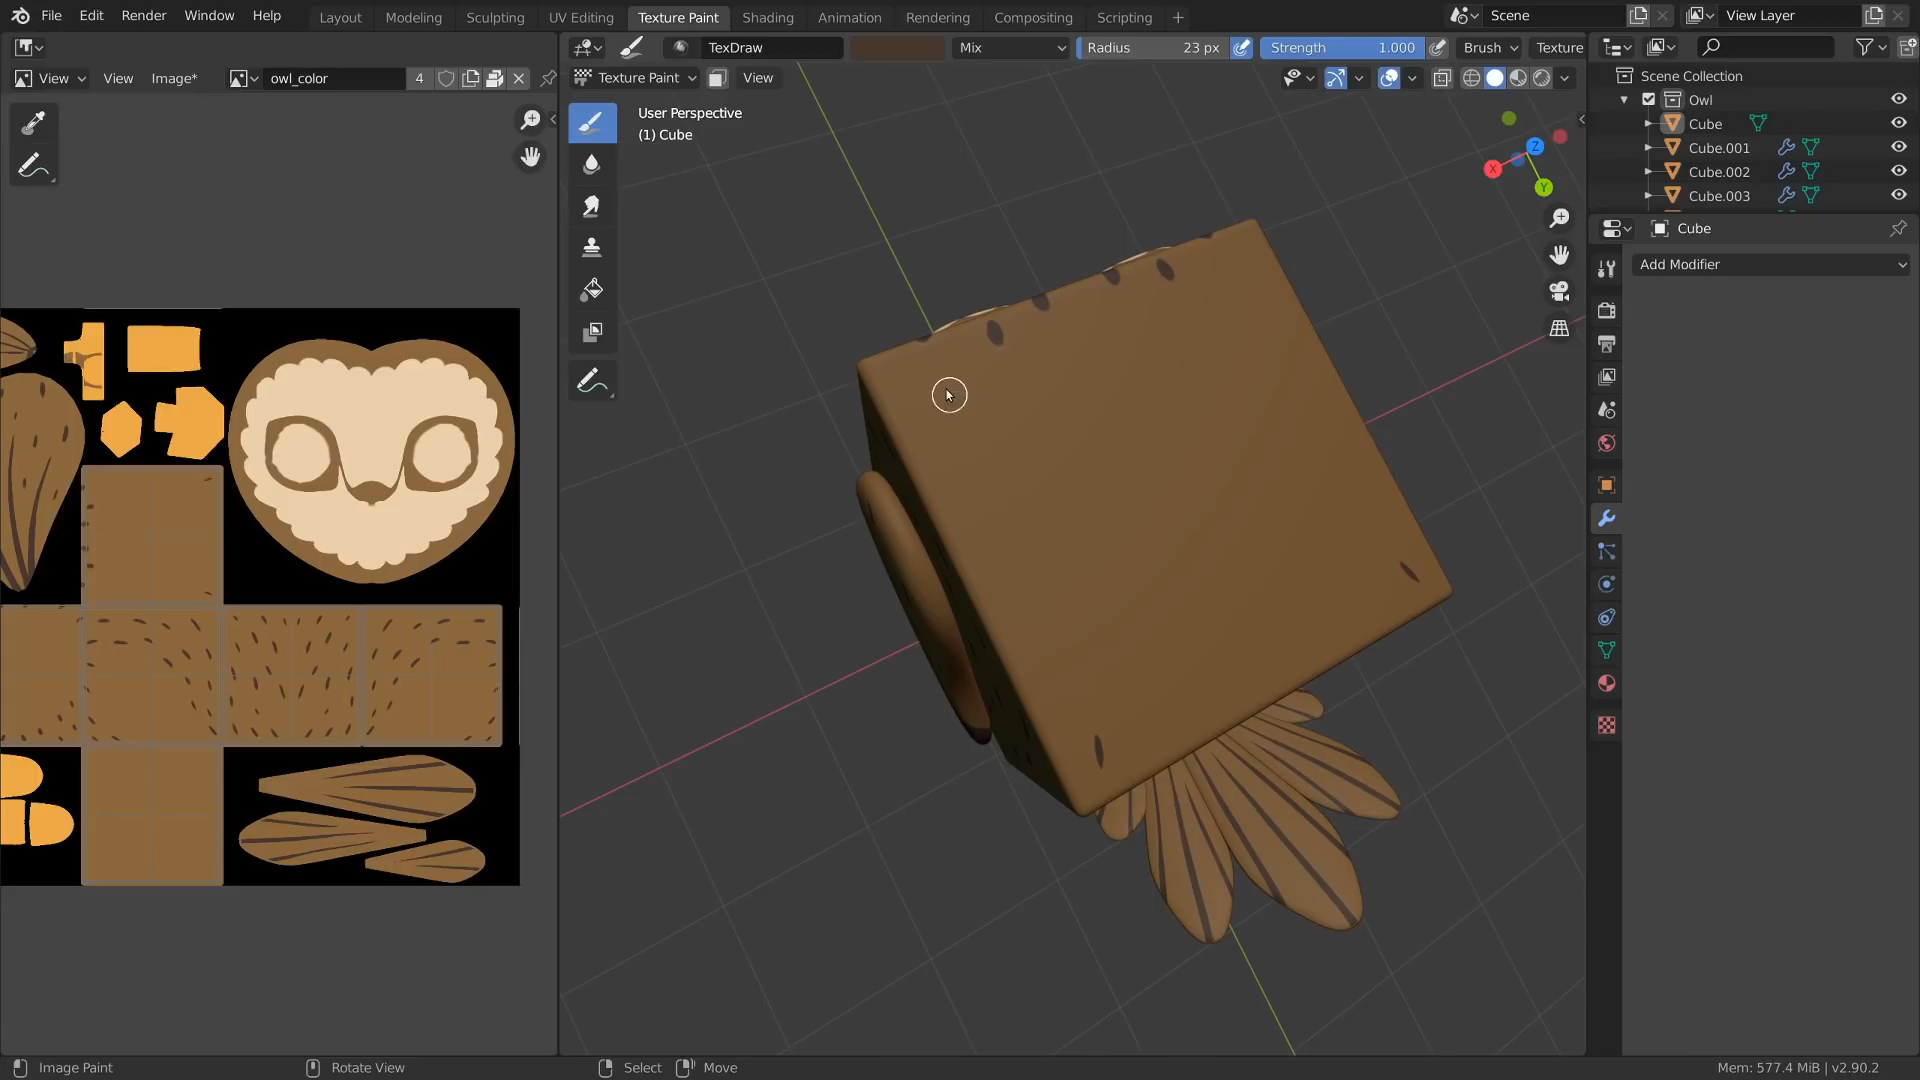 File Edit Render Window Help Layout Modeling Sculpting UV Editing Texture Paint Shading Animation Rendering Compositing Scripting + Scene View Layer
TexDraw Mix Radius 23 px Strength 1.000 Brush Texture
View View Image* owl_color 4 Texture Paint View
Scene Collection
Owl
Cube
Cube.001
Cube.002
Cube.003
User Perspective
(1) Cube
X
Y
Z
Cube
Add Modifier
Image Paint Rotate View Select Move Mem: 577.4 MiB | v2.90.2